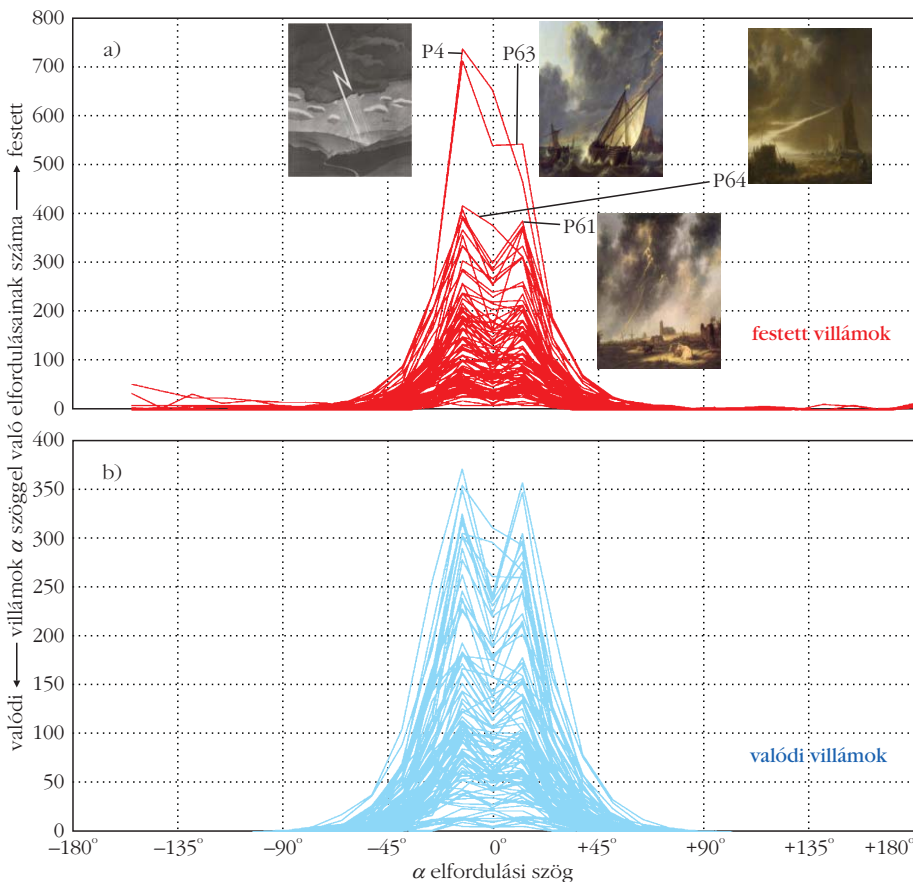 festett
villámok α szöggel való elfordulásainak száma
valódi
800
700
600
500
400
300
200
100
0
a)
P4
P63
P64
P61
festett villámok
400
350
300
250
200
150
100
50
0
b)
valódi villámok
–180° –135° –90° –45° 0° +45° +90° +135° +180°
α elfordulási szög